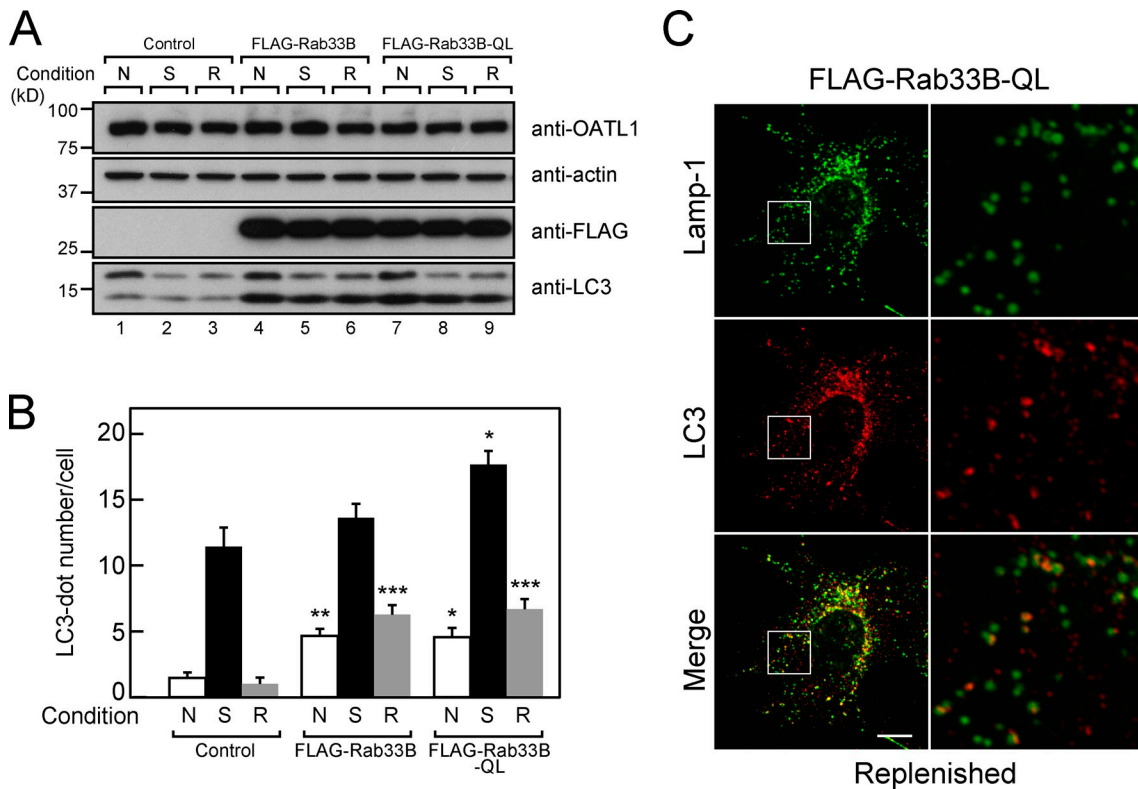 A
Control FLAG-Rab33B FLAG-Rab33B-QL
Condition N S R N S R N S R
(kD)
100
75
anti-OATL1
37
anti-actin
25
anti-FLAG
15
anti-LC3
1 2 3 4 5 6 7 8 9
B
LC3-dot number/cell
20
15
10
5
0
** *** * * ***
Condition N S R N S R N S R
Control FLAG-Rab33B FLAG-Rab33B
-QL
C
FLAG-Rab33B-QL
Lamp-1
LC3
Merge
Replenished